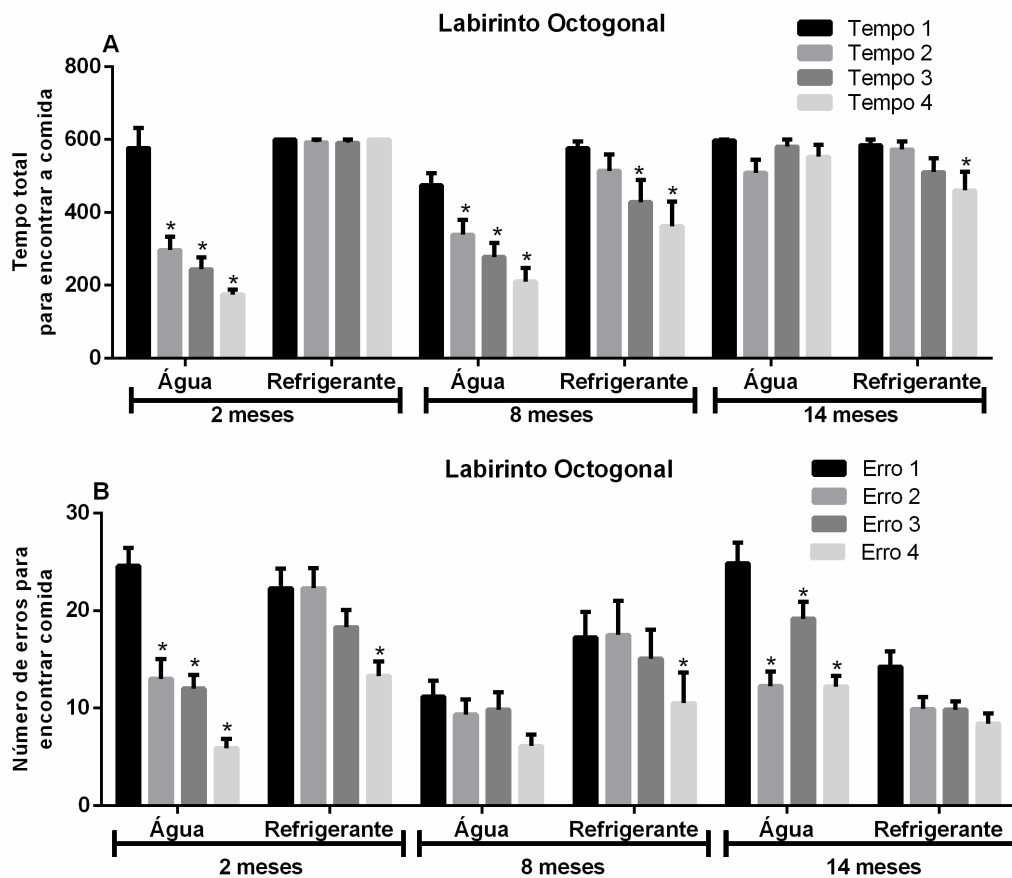 Labirinto Octogonal
A
Tempo 1
Tempo 2
Tempo 3
Tempo 4
Tempo total
para encontrar a comida
800
600
400
200
0
* * *
* * *
* *
*
Água Refrigerante Água Refrigerante Água Refrigerante
2 meses 8 meses 14 meses
Labirinto Octogonal
B
Erro 1
Erro 2
Erro 3
Erro 4
Número de erros para
encontrar comida
30
20
10
0
* * *
*
*
* * *
Água Refrigerante Água Refrigerante Água Refrigerante
2 meses 8 meses 14 meses